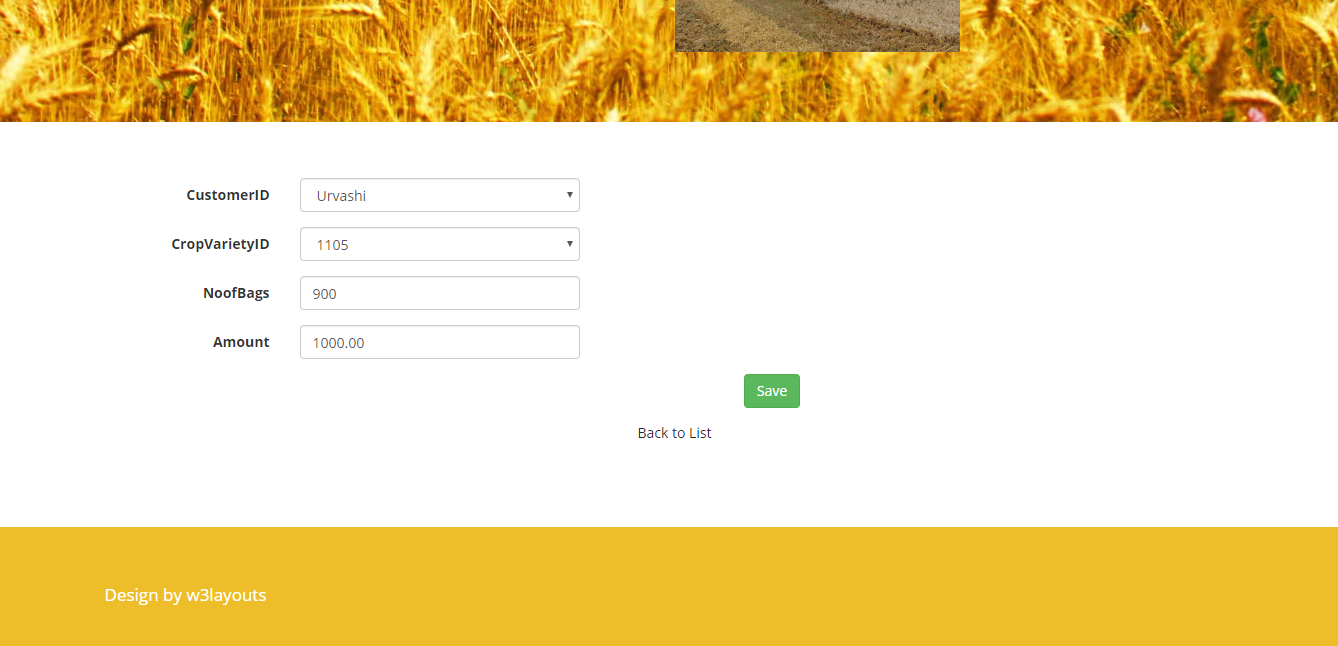 CustomerID Urvashi
CropVarietyID 1105
NoofBags 900
Amount 1000.00
Save
Back to List
Design by w3layouts